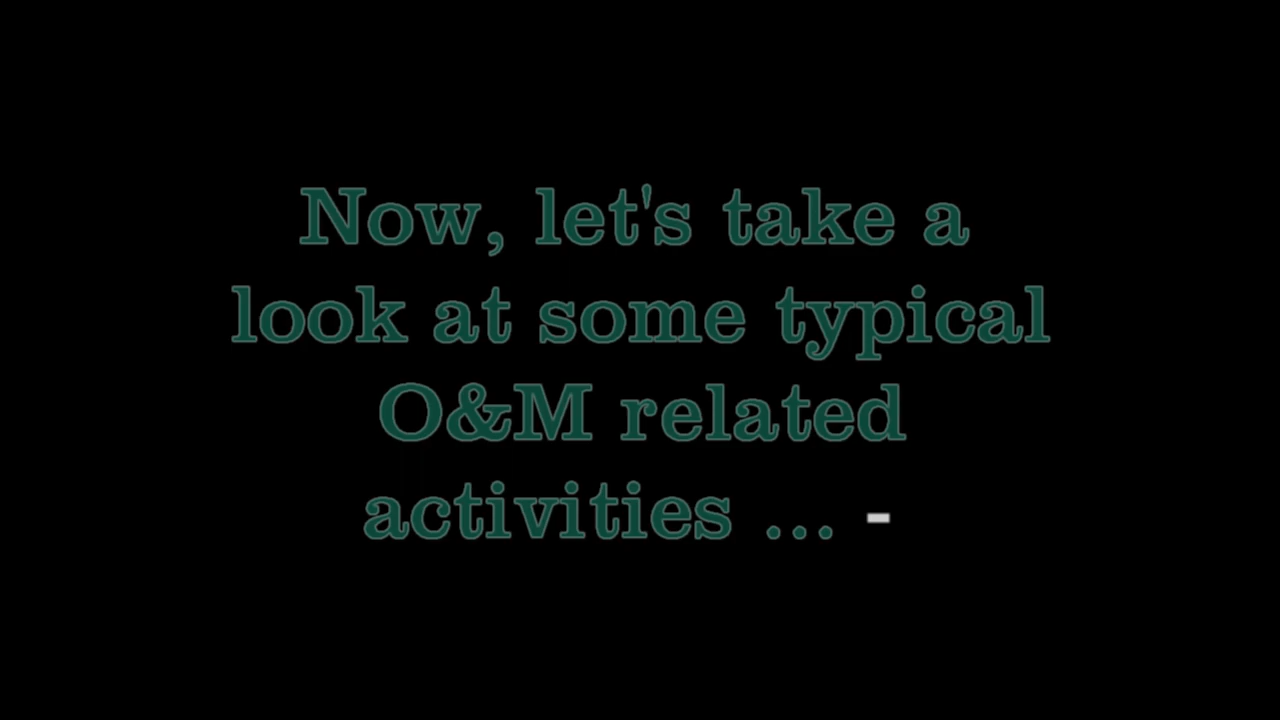 Now, let's take a
look at some typical
O&M related
activities ... -